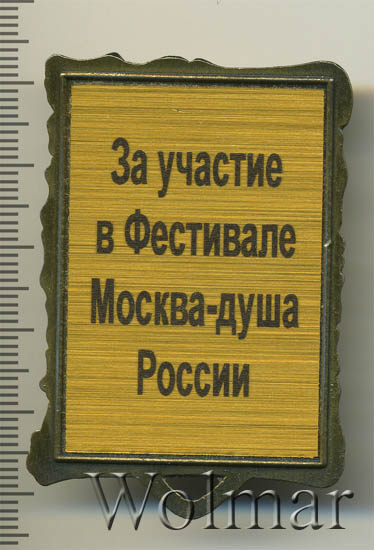 За участие
в Фестивале
Москва-душа
России
Wolmar